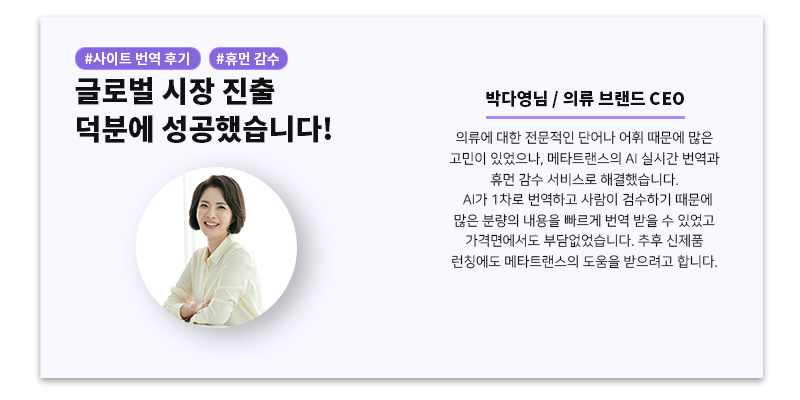 #사이트 번역 후기 #휴먼 감수
글로벌 시장 진출
덕분에 성공했습니다!
박다영님 / 의류 브랜드 CEO
의류에 대한 전문적인 단어나 어휘 때문에 많은
고민이 있었으나, 메타트랜스의 AI 실시간 번역과
휴먼 감수 서비스로 해결했습니다.
AI가 1차로 번역하고 사람이 검수하기 때문에
많은 분량의 내용을 빠르게 번역 받을 수 있었고
가격면에서도 부담없었습니다. 추후 신제품
런칭에도 메타트랜스의 도움을 받으려고 합니다.